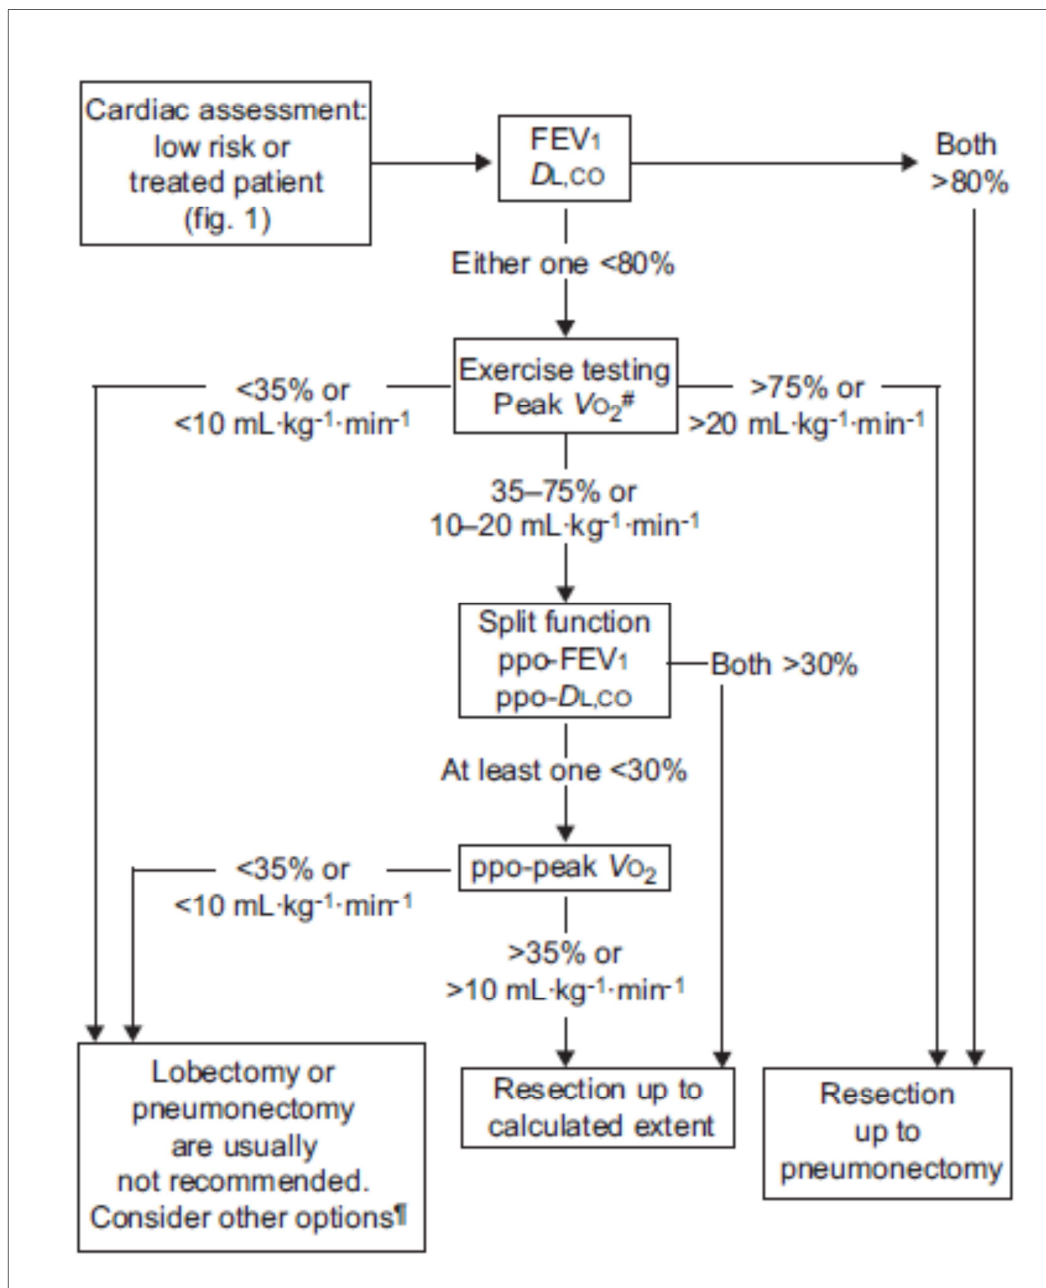 Cardiac assessment:
low risk or
treated patient
(fig. 1)
FEV1
DL,CO
Both
>80%
Either one <80%
Exercise testing
Peak VO2#
<35% or
<10 mL·kg-1·min-1
>75% or
>20 mL·kg-1·min-1
35–75% or
10–20 mL·kg-1·min-1
Split function
ppo-FEV1
ppo-DL,CO
Both >30%
At least one <30%
ppo-peak VO2
<35% or
<10 mL·kg-1·min-1
>35% or
>10 mL·kg-1·min-1
Lobectomy or
pneumonectomy
are usually
not recommended.
Consider other options¶
Resection up to
calculated extent
Resection
up to
pneumonectomy